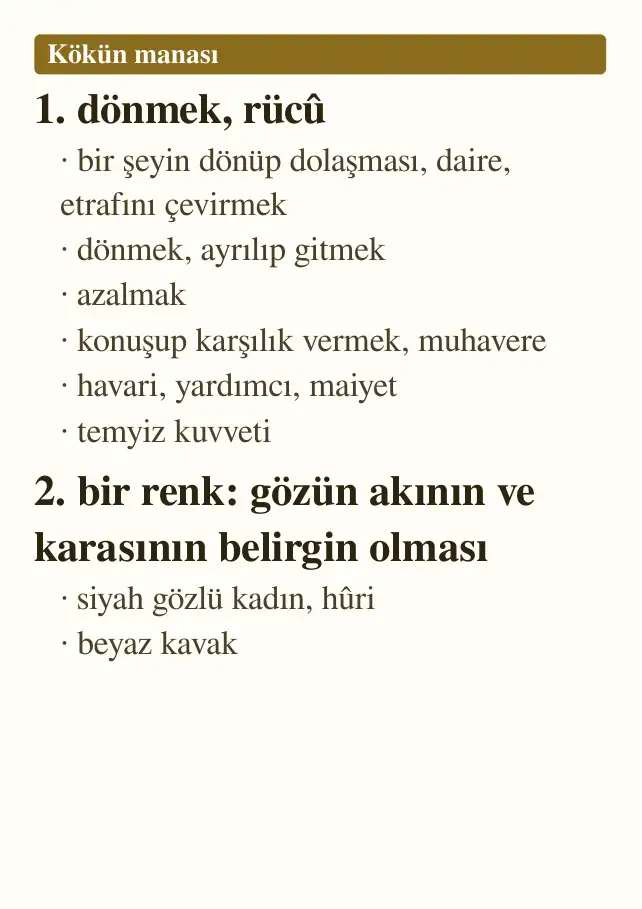 Kökün manası
1. dönmek, rücû
· bir şeyin dönüp dolaşması, daire,
etrafını çevirmek
· dönmek, ayrılıp gitmek
· azalmak
· konuşup karşılık vermek, muhavere
· havari, yardımcı, maiyet
· temyiz kuvveti
2. bir renk: gözün akının ve
karasının belirgin olması
· siyah gözlü kadın, hûri
· beyaz kavak